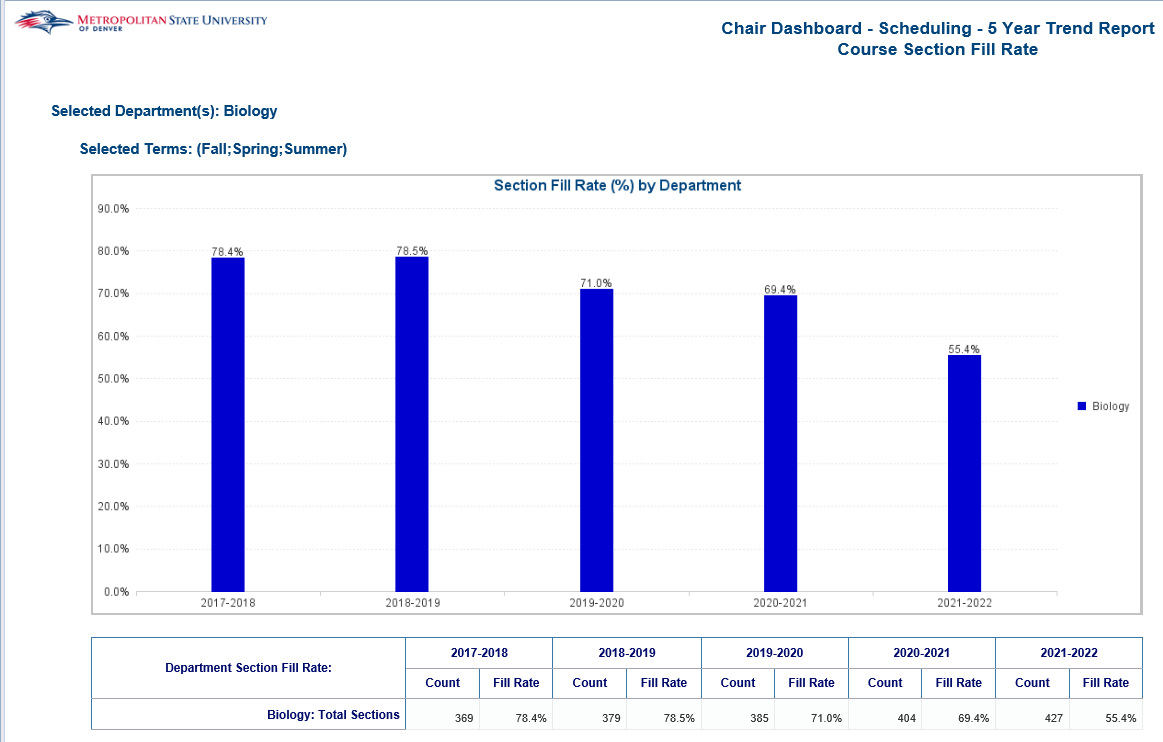 METROPOLITAN STATE UNIVERSITY
OF DENVER
Chair Dashboard - Scheduling - 5 Year Trend Report
Course Section Fill Rate
Selected Department(s): Biology
Selected Terms: (Fall;Spring;Summer)
Section Fill Rate (%) by Department
90.0%
80.0%
70.0%
60.0%
50.0%
40.0%
30.0%
20.0%
10.0%
0.0%
78.4%
78.5%
71.0%
69.4%
55.4%
2017-2018 2018-2019 2019-2020 2020-2021 2021-2022
Biology
Department Section Fill Rate: 2017-2018 2018-2019 2019-2020 2020-2021 2021-2022
Count Fill Rate Count Fill Rate Count Fill Rate Count Fill Rate Count Fill Rate
Biology: Total Sections 369 78.4% 379 78.5% 385 71.0% 404 69.4% 427 55.4%